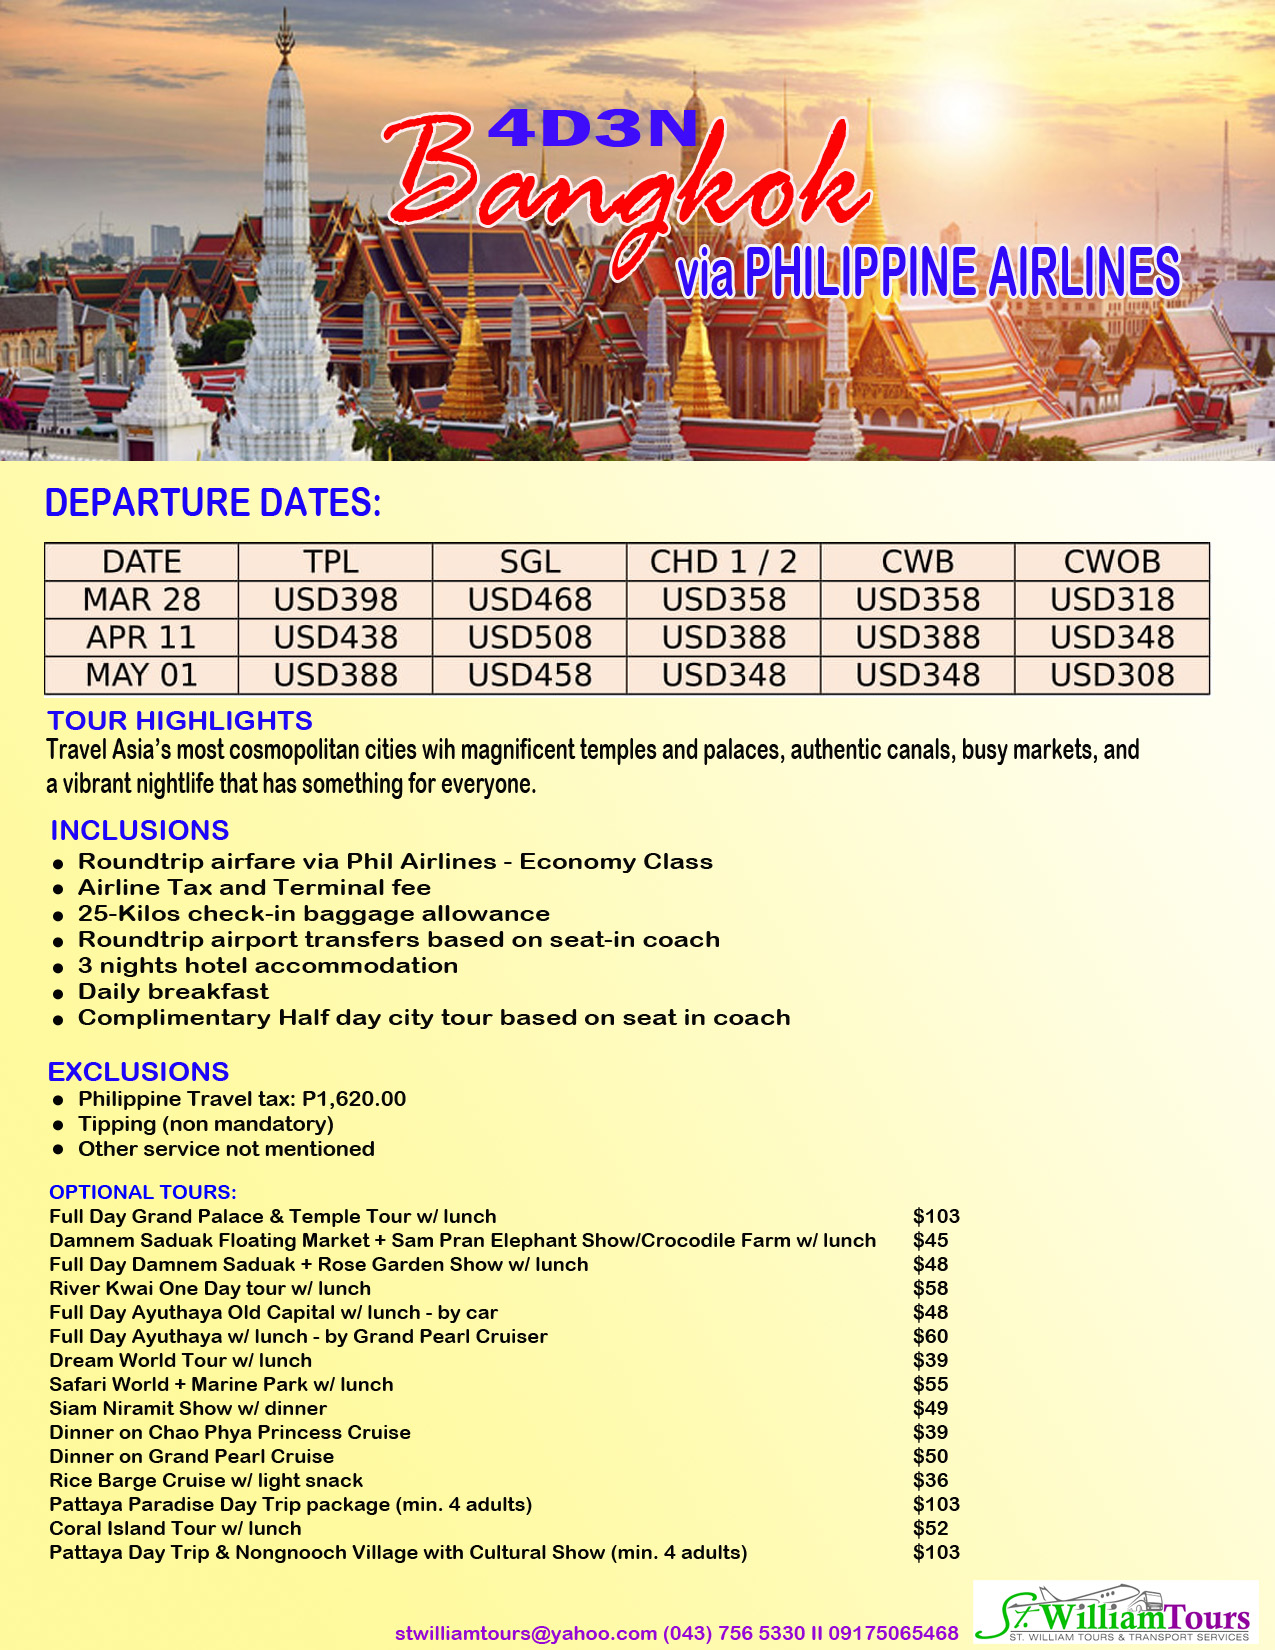 4D3N
Bangkok
via PHILIPPINE AIRLINES
DEPARTURE DATES:
DATE TPL SGL CHD 1 / 2 CWB CWOB
MAR 28 USD398 USD468 USD358 USD358 USD318
APR 11 USD438 USD508 USD388 USD388 USD348
MAY 01 USD388 USD458 USD348 USD348 USD308
TOUR HIGHLIGHTS
Travel Asia's most cosmopolitan cities wih magnificent temples and palaces, authentic canals, busy markets, and
a vibrant nightlife that has something for everyone.
INCLUSIONS
● Roundtrip airfare via Phil Airlines - Economy Class
● Airline Tax and Terminal fee
● 25-Kilos check-in baggage allowance
● Roundtrip airport transfers based on seat-in coach
● 3 nights hotel accommodation
● Daily breakfast
● Complimentary Half day city tour based on seat in coach
EXCLUSIONS
● Philippine Travel tax: P1,620.00
● Tipping (non mandatory)
● Other service not mentioned
OPTIONAL TOURS:
Full Day Grand Palace & Temple Tour w/ lunch $103
Damnem Saduak Floating Market + Sam Pran Elephant Show/Crocodile Farm w/ lunch $45
Full Day Damnem Saduak + Rose Garden Show w/ lunch $48
River Kwai One Day tour w/ lunch $58
Full Day Ayuthaya Old Capital w/ lunch - by car $48
Full Day Ayuthaya w/ lunch - by Grand Pearl Cruiser $60
Dream World Tour w/ lunch $39
Safari World + Marine Park w/ lunch $55
Siam Niramit Show w/ dinner $49
Dinner on Chao Phya Princess Cruise $39
Dinner on Grand Pearl Cruise $50
Rice Barge Cruise w/ light snack $36
Pattaya Paradise Day Trip package (min. 4 adults) $103
Coral Island Tour w/ lunch $52
Pattaya Day Trip & Nongnooch Village with Cultural Show (min. 4 adults) $103
stwilliamtours@yahoo.com (043) 756 5330 II 09175065468
St. WilliamTours
ST. WILLIAM TOURS & TRANSPORT SERVICES